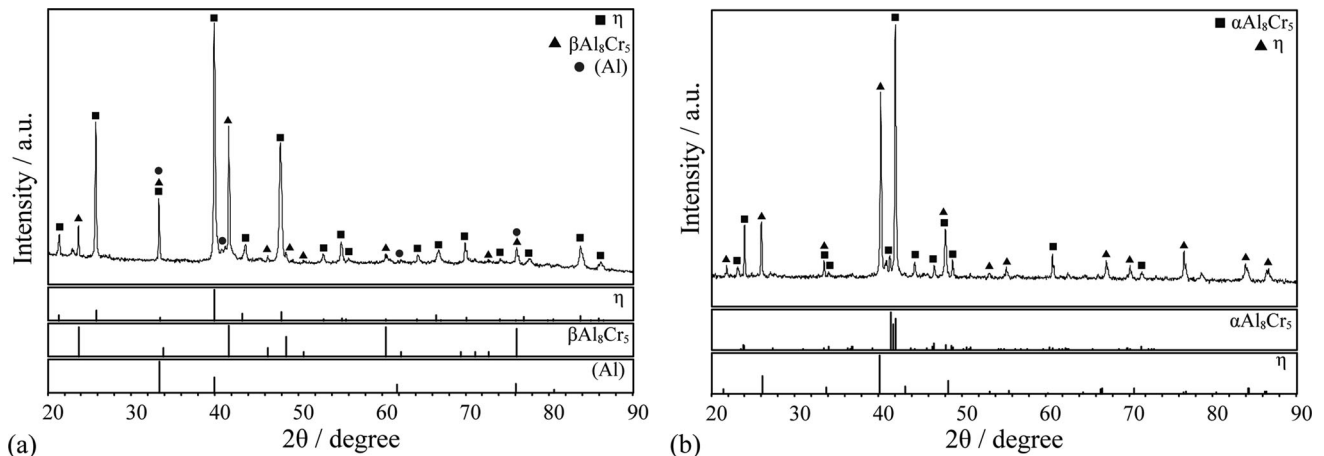 ■ η
▲ βAl₈Cr₅
● (Al)
Intensity / a.u.
η
βAl₈Cr₅
(Al)
20 30 40 50 60 70 80 90
2θ / degree
(a)
■ αAl₈Cr₅
▲ η
Intensity / a.u.
αAl₈Cr₅
η
20 30 40 50 60 70 80 90
2θ / degree
(b)